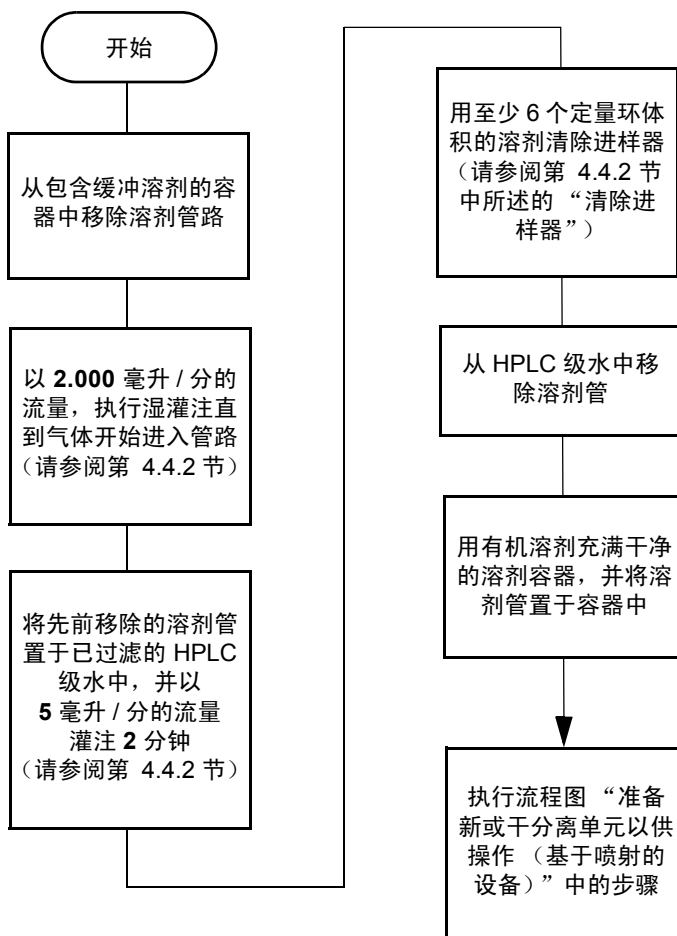 开始
从包含缓冲溶剂的容
器中移除溶剂管路
以 2.000 毫升 / 分的
流量，执行湿灌注直
到气体开始进入管路
（请参阅第 4.4.2 节）
将先前移除的溶剂管
置于已过滤的 HPLC
级水中，并以
5 毫升 / 分的流量
灌注 2 分钟
（请参阅第 4.4.2 节）
用至少 6 个定量环体
积的溶剂清除进样器
（请参阅第 4.4.2 节
中所述的 “清除进
样器”）
从 HPLC 级水中移
除溶剂管
用有机溶剂充满干净
的溶剂容器，并将溶
剂管置于容器中
执行流程图 “准备
新或干分离单元以供
操作 （基于喷射的
设备）”中的步骤